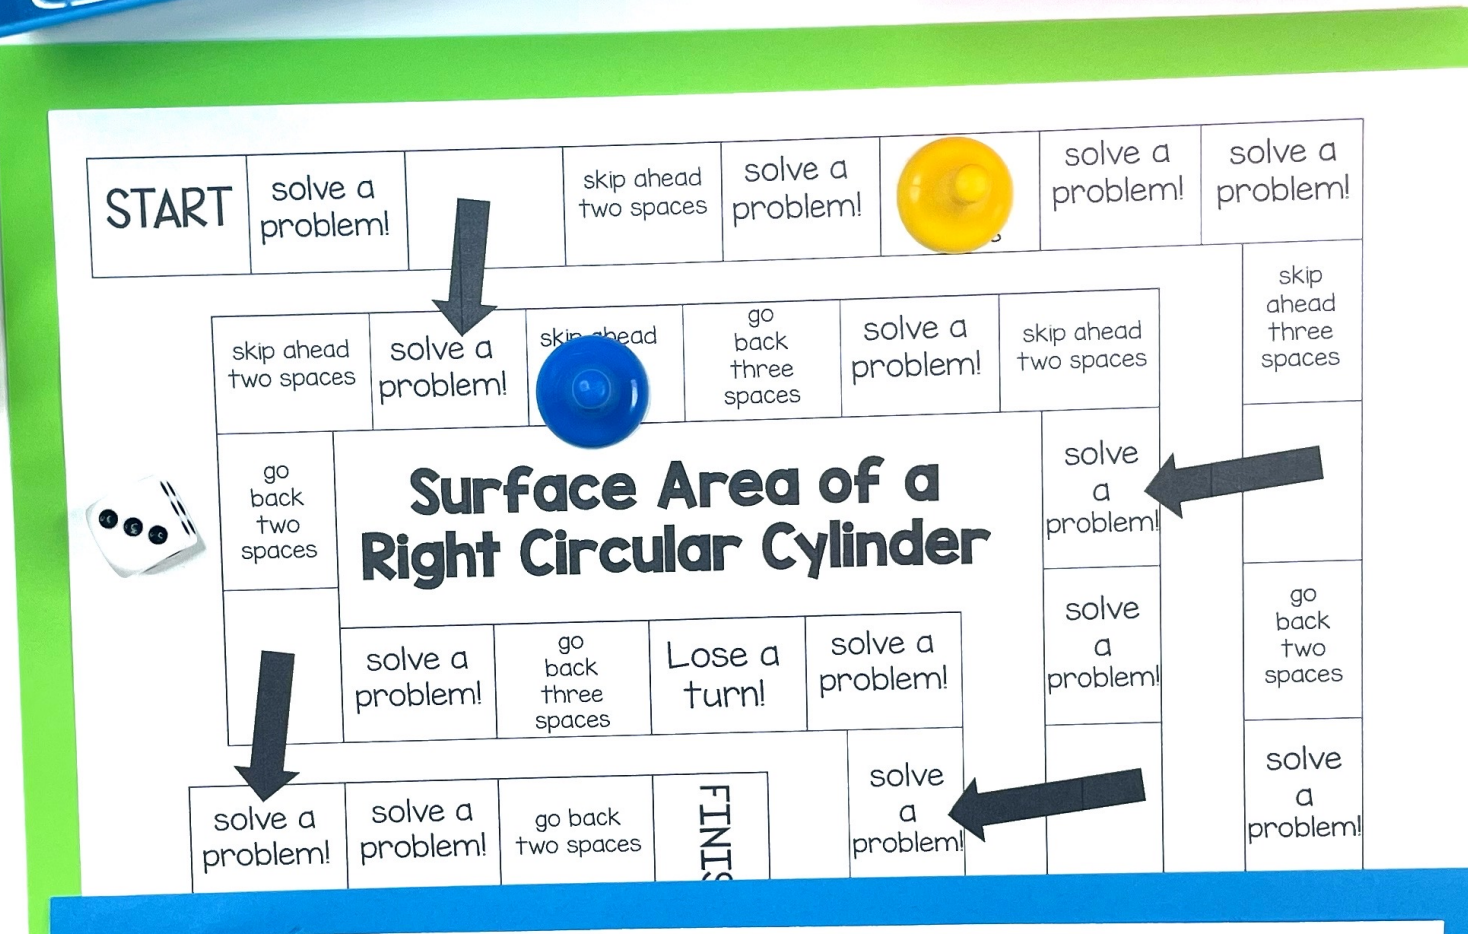 START
solve a
problem!
skip ahead
two spaces
solve a
problem!
solve a
problem!
solve a
problem!
skip
ahead
three
spaces
skip ahead
two spaces
solve a
problem!
skip ahead
go
back
three
spaces
solve a
problem!
skip ahead
two spaces
go
back
two
spaces
Surface Area of a
Right Circular Cylinder
solve
a
problem!
solve
a
problem!
go
back
two
spaces
solve a
problem!
go
back
three
spaces
Lose a
turn!
solve a
problem!
solve
a
problem!
solve
a
problem!
solve a
problem!
solve a
problem!
go back
two spaces
FINIS